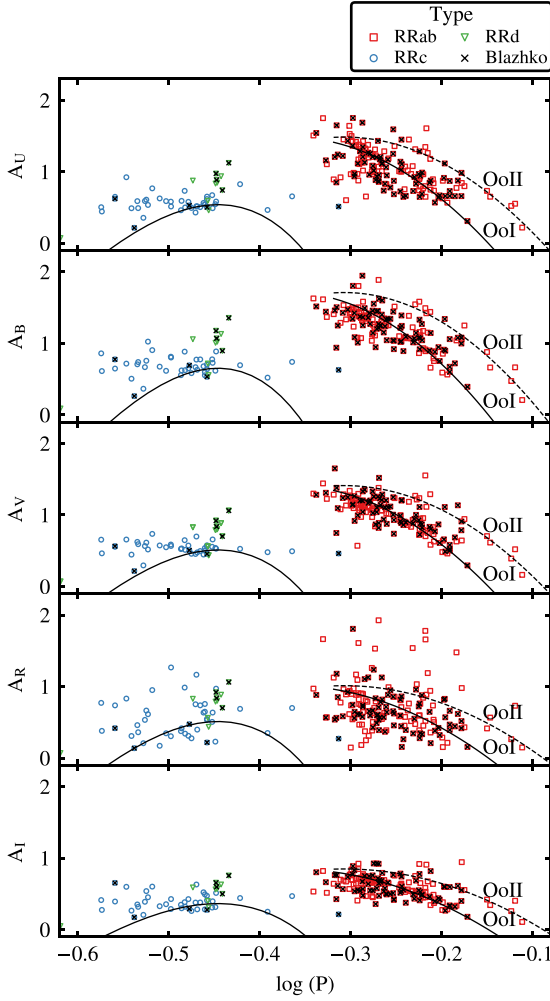 Type
RRab RRd
RRc Blazhko
2
1
0
A_U
OoII
OoI
2
1
0
A_B
OoII
OoI
2
1
0
A_V
OoII
OoI
2
1
0
A_R
OoII
OoI
2
1
0
A_I
OoII
OoI
−0.6 −0.5 −0.4 −0.3 −0.2 −0.1
log (P)